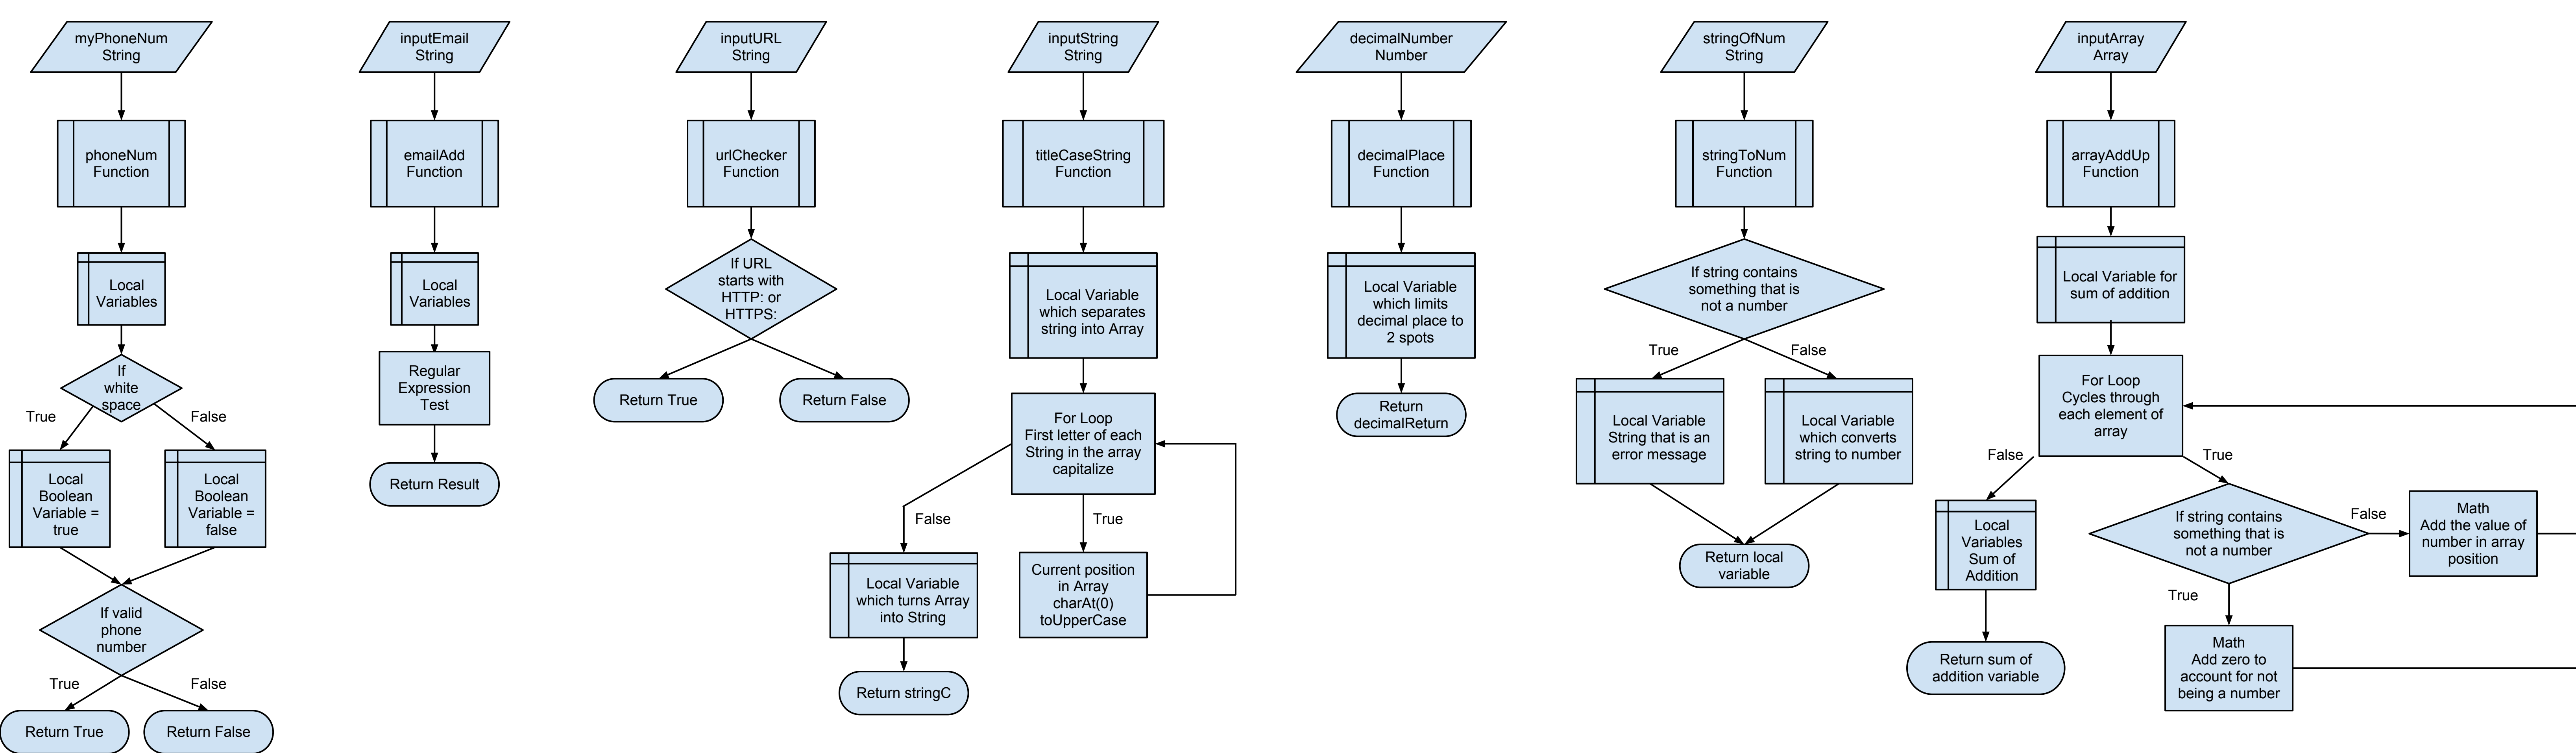 myPhoneNum
String
phoneNum
Function
Local
Variables
If
white
space
True
False
Local
Boolean
Variable =
true
Local
Boolean
Variable =
false
If valid
phone
number
True
False
Return True
Return False
inputEmail
String
emailAdd
Function
Local
Variables
Regular
Expression
Test
Return Result
inputURL
String
urlChecker
Function
If URL
starts with
HTTP: or
HTTPS:
Return True
Return False
inputString
String
titleCaseString
Function
Local Variable
which separates
string into Array
For Loop
First letter of each
String in the array
capitalize
False
True
Local Variable
which turns Array
into String
Current position
in Array
charAt(0)
toUpperCase
Return stringC
decimalNumber
Number
decimalPlace
Function
Local Variable
which limits
decimal place to
2 spots
Return
decimalReturn
stringOfNum
String
stringToNum
Function
If string contains
something that is
not a number
True
False
Local Variable
String that is an
error message
Local Variable
which converts
string to number
Return local
variable
inputArray
Array
arrayAddUp
Function
Local Variable for
sum of addition
For Loop
Cycles through
each element of
array
False
True
Local
Variables
Sum of
Addition
If string contains
something that is
not a number
False
Math
Add the value of
number in array
position
True
Return sum of
addition variable
Math
Add zero to
account for not
being a number